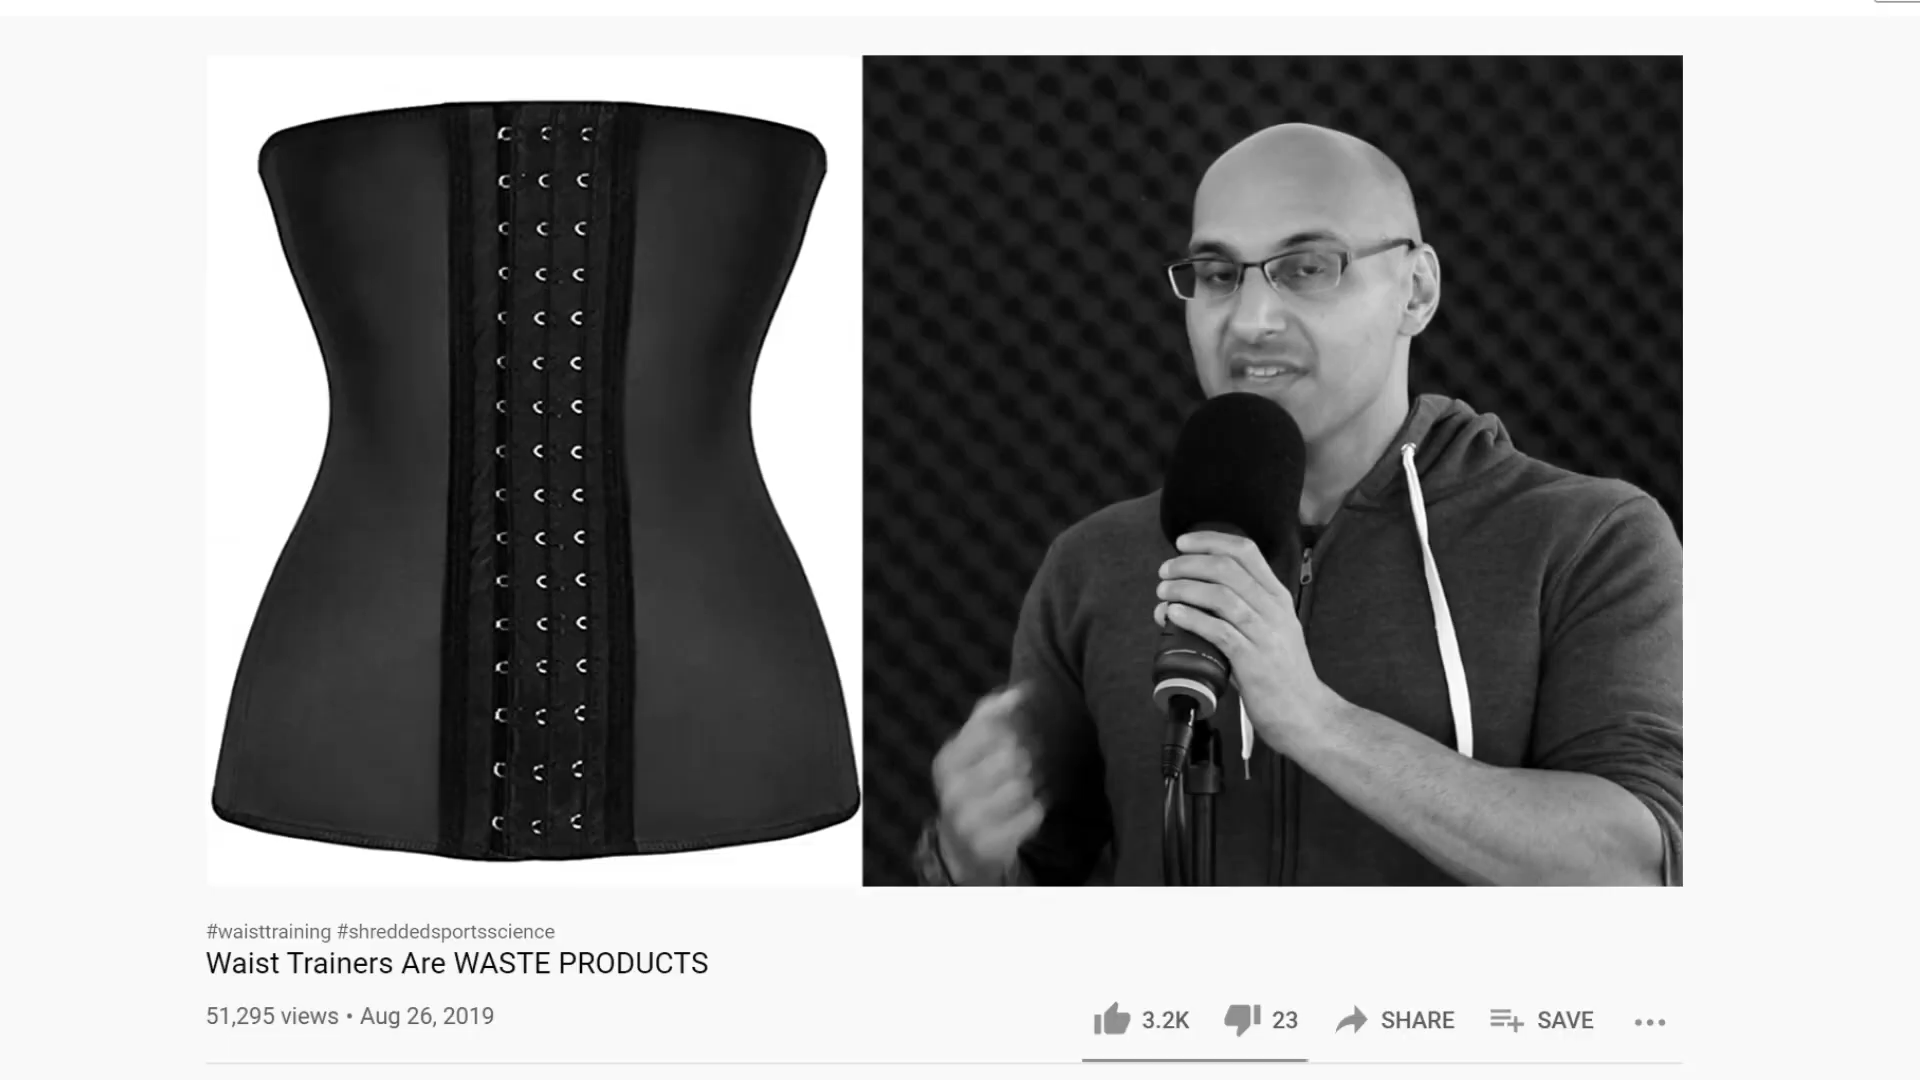 #waisttraining #shreddedsportsscience
Waist Trainers Are WASTE PRODUCTS
51,295 views • Aug 26, 2019
3.2K 23 SHARE SAVE